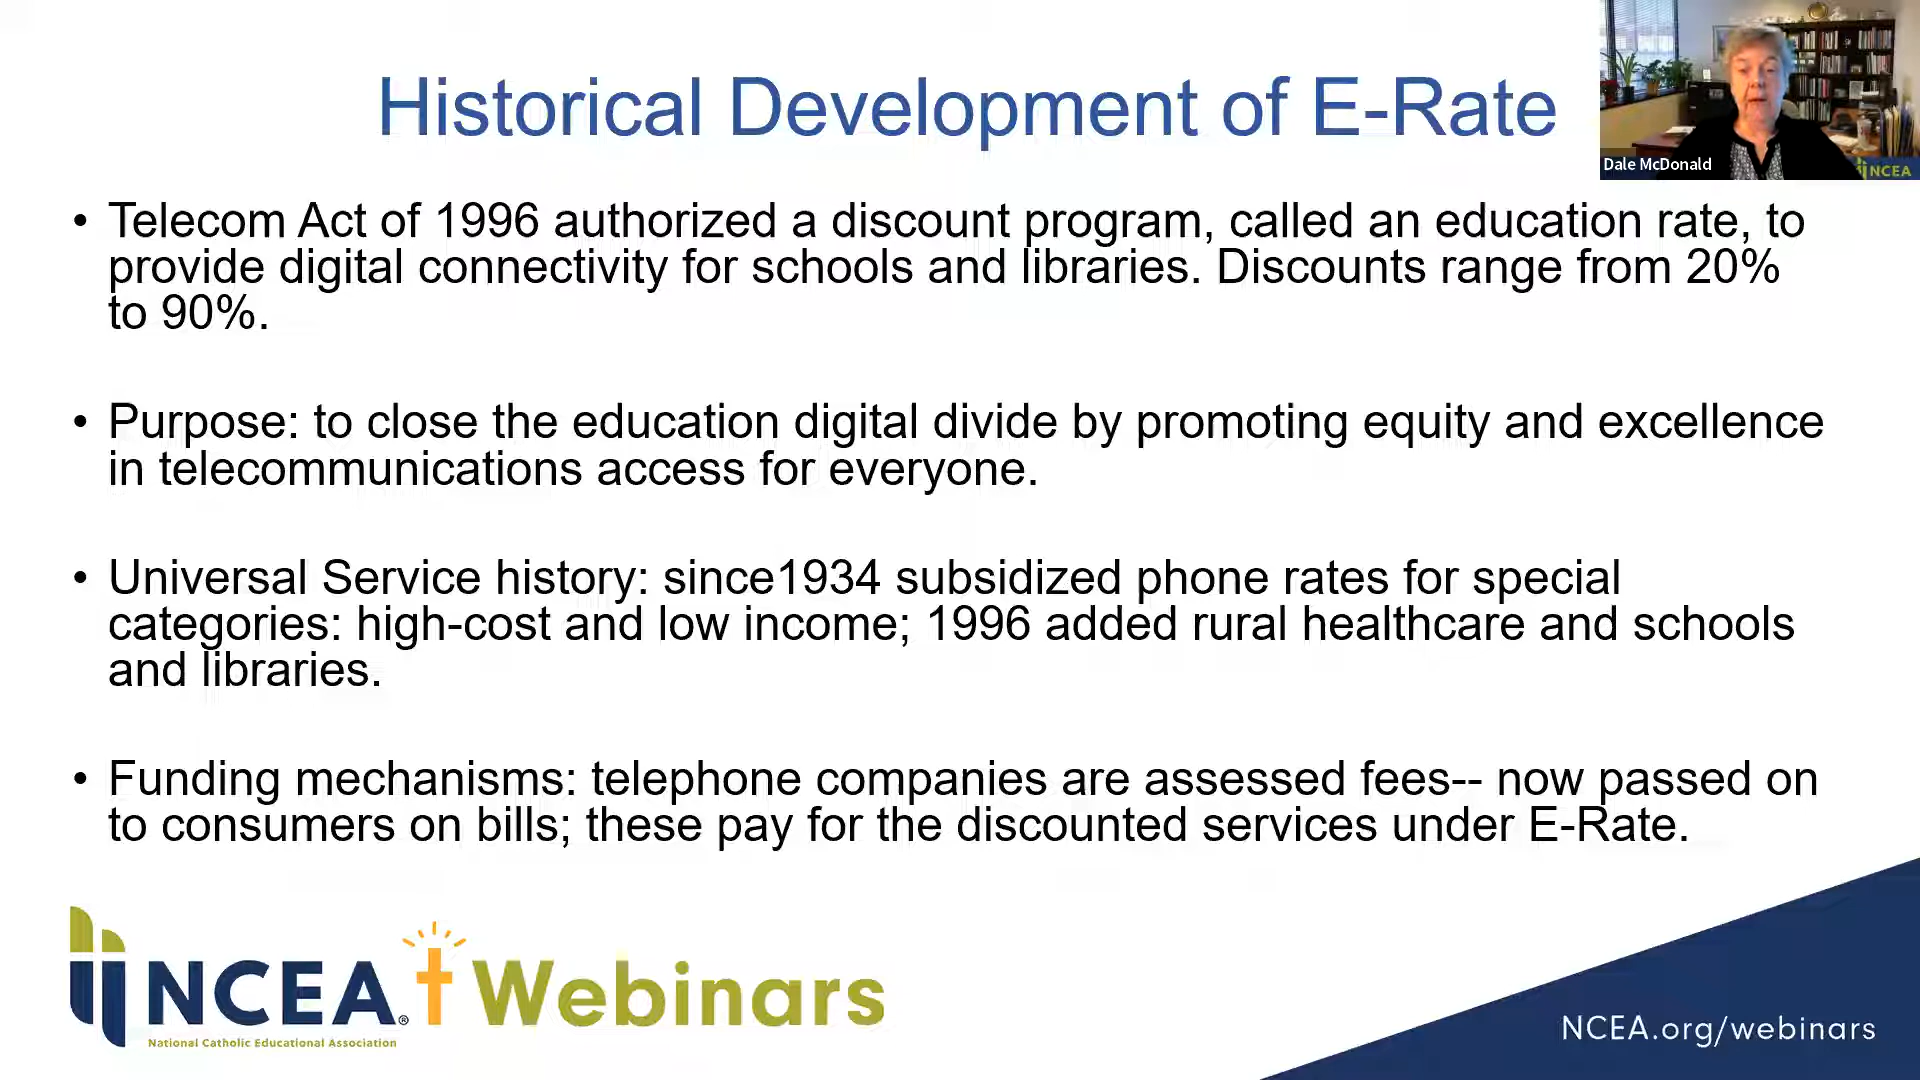 Historical Development of E-Rate
Dale McDonald
NCEA
• Telecom Act of 1996 authorized a discount program, called an education rate, to
provide digital connectivity for schools and libraries. Discounts range from 20%
to 90%.
• Purpose: to close the education digital divide by promoting equity and excellence
in telecommunications access for everyone.
• Universal Service history: since1934 subsidized phone rates for special
categories: high-cost and low income; 1996 added rural healthcare and schools
and libraries.
• Funding mechanisms: telephone companies are assessed fees-- now passed on
to consumers on bills; these pay for the discounted services under E-Rate.
NCEA® Webinars
National Catholic Educational Association
NCEA.org/webinars